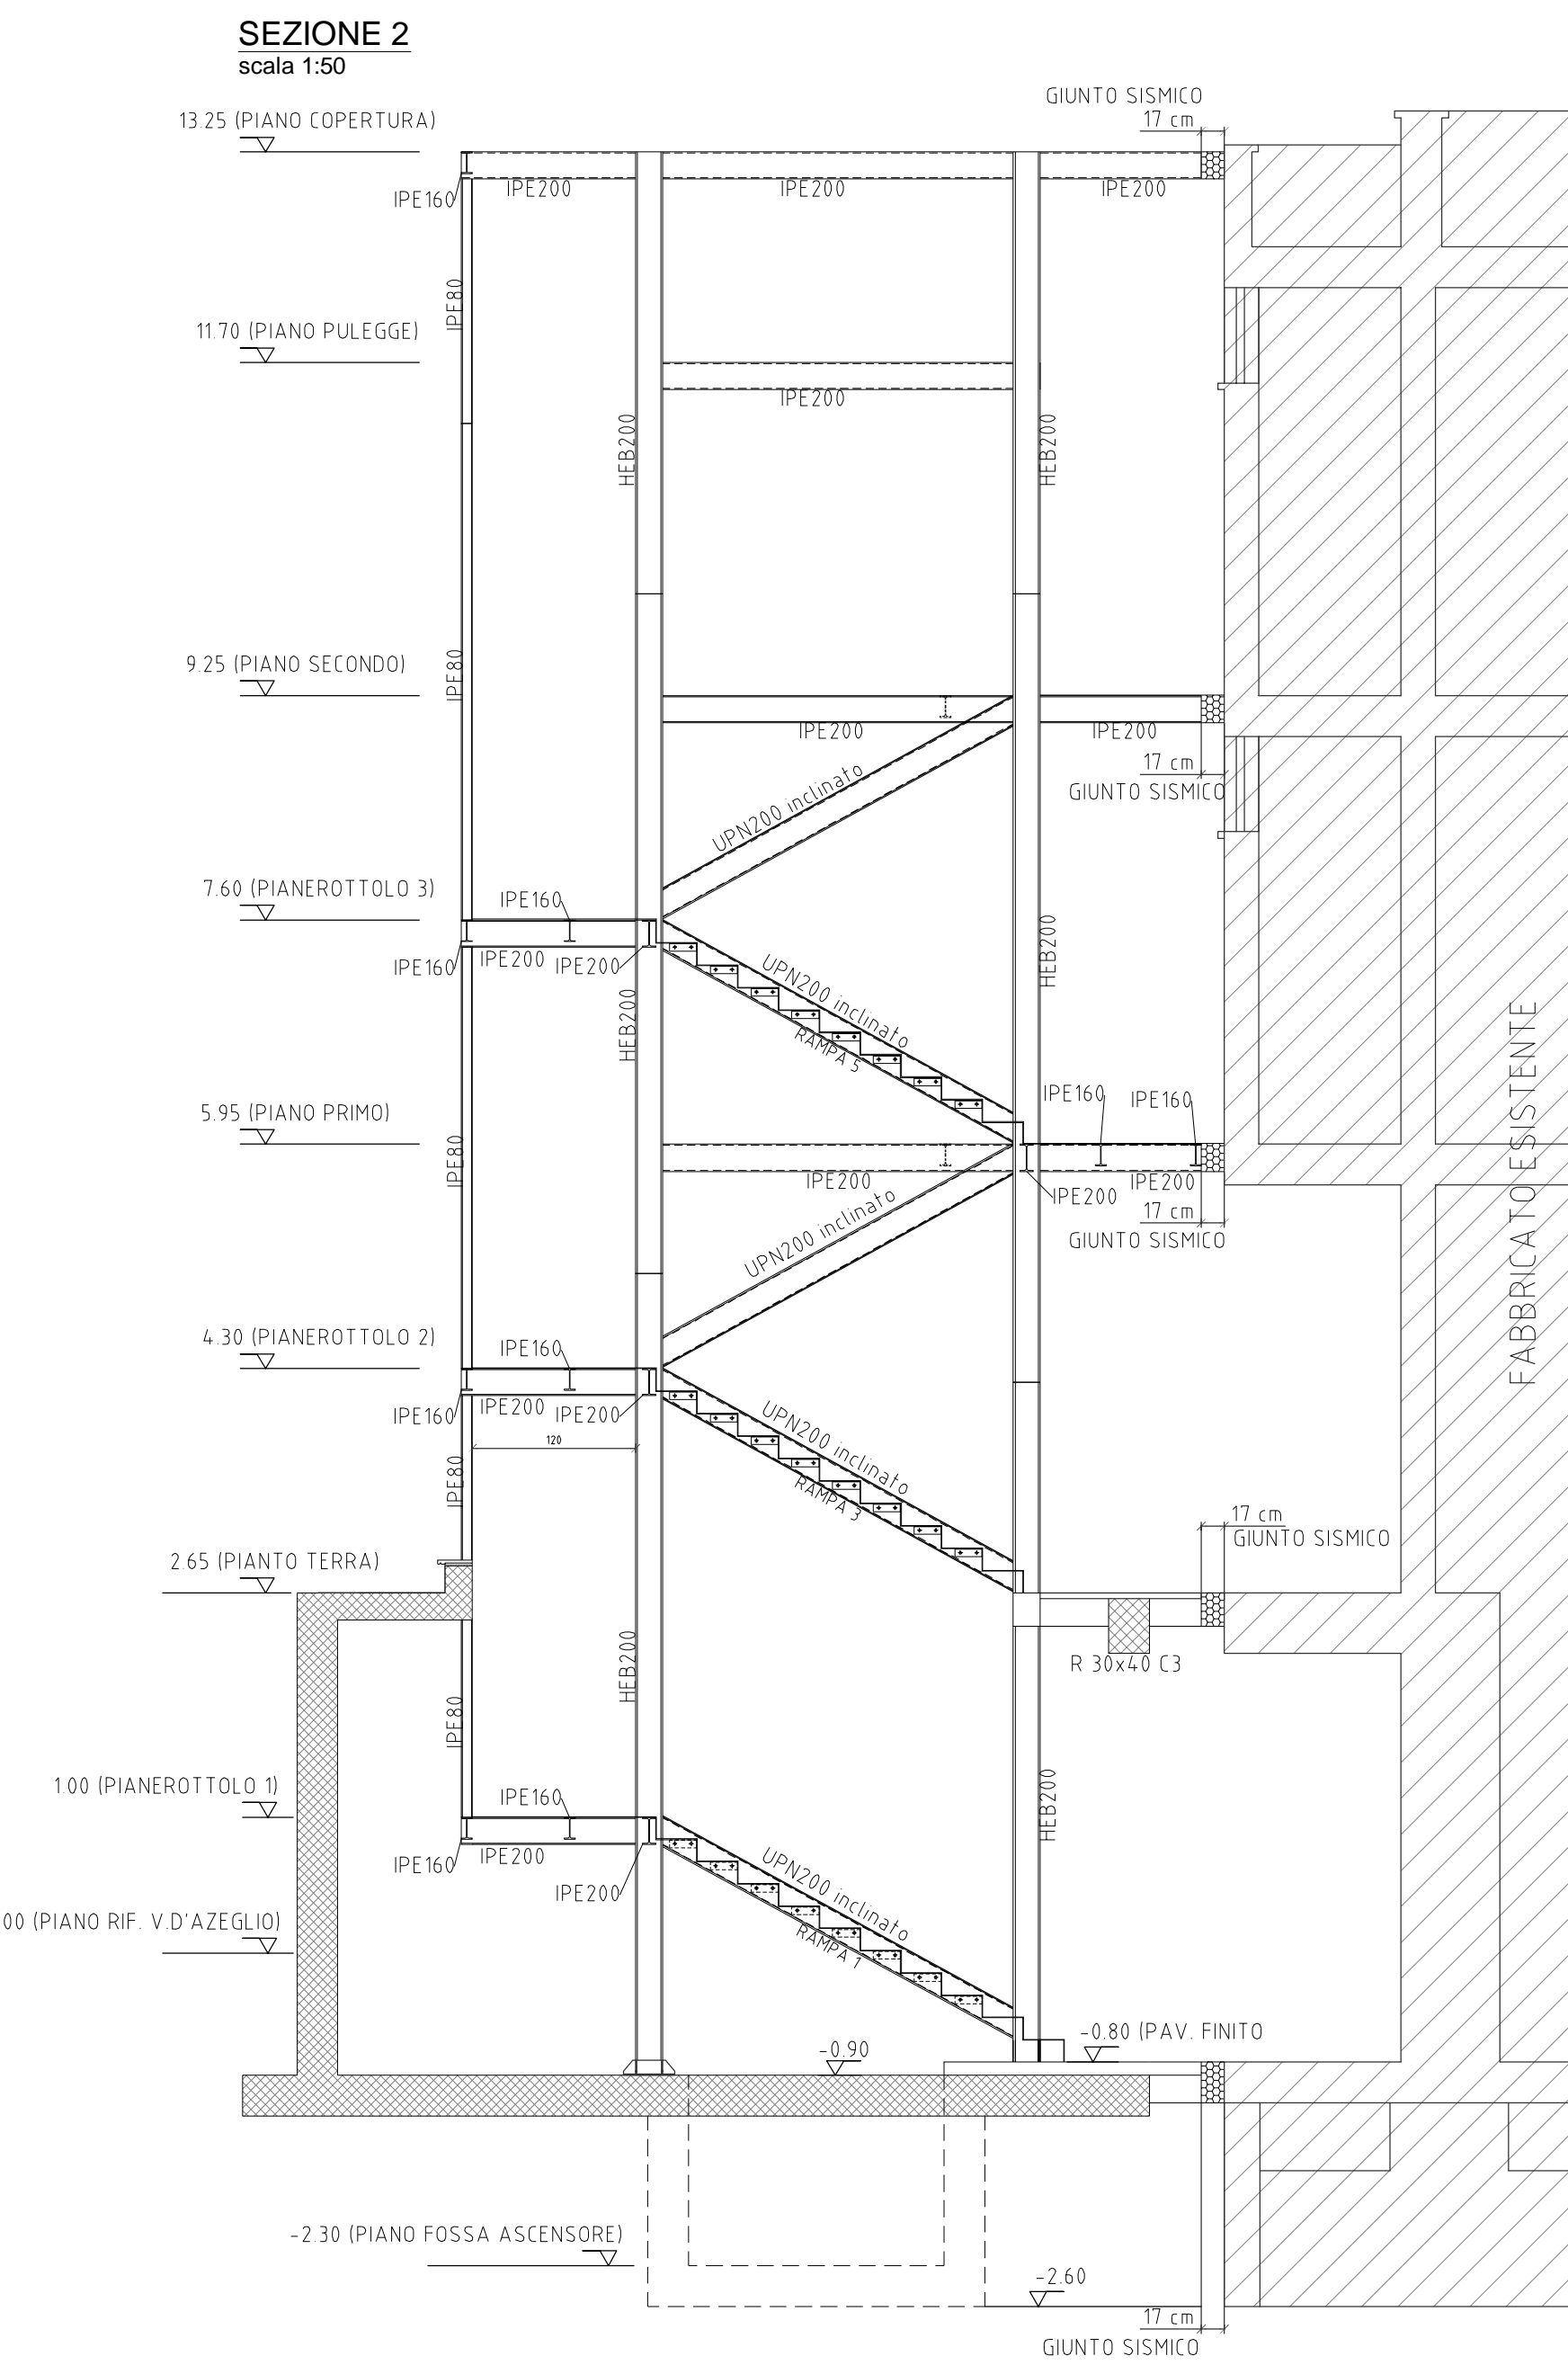 SEZIONE 2
scala 1:50
GIUNTO SISMICO
17 cm
13.25 (PIANO COPERTURA)
IPE160
IPE200
IPE200
IPE200
IPE80
11.70 (PIANO PULEGGE)
IPE200
HEB200
HEB200
9.25 (PIANO SECONDO)
IPE80
IPE200
IPE200
17 cm
GIUNTO SISMICO
UPN200 inclinato
7.60 (PIANEROTTOLO 3)
IPE160
IPE160
IPE200
IPE200
HEB200
HEB200
UPN200 inclinato
RAMPA 5
FABBRICATO ESISTENTE
5.95 (PIANO PRIMO)
IPE80
IPE160
IPE160
IPE200
IPE200
IPE200
17 cm
GIUNTO SISMICO
UPN200 inclinato
4.30 (PIANEROTTOLO 2)
IPE160
IPE160
IPE200
IPE200
120
IPE80
UPN200 inclinato
RAMPA 3
17 cm
GIUNTO SISMICO
2.65 (PIANTO TERRA)
R 30x40 C3
HEB200
IPE80
1.00 (PIANEROTTOLO 1)
IPE160
IPE160
IPE200
IPE200
HEB200
UPN200 inclinato
RAMPA 1
00 (PIANO RIF. V.D'AZEGLIO)
-0.80 (PAV. FINITO
-0.90
-2.30 (PIANO FOSSA ASCENSORE)
-2.60
17 cm
GIUNTO SISMICO